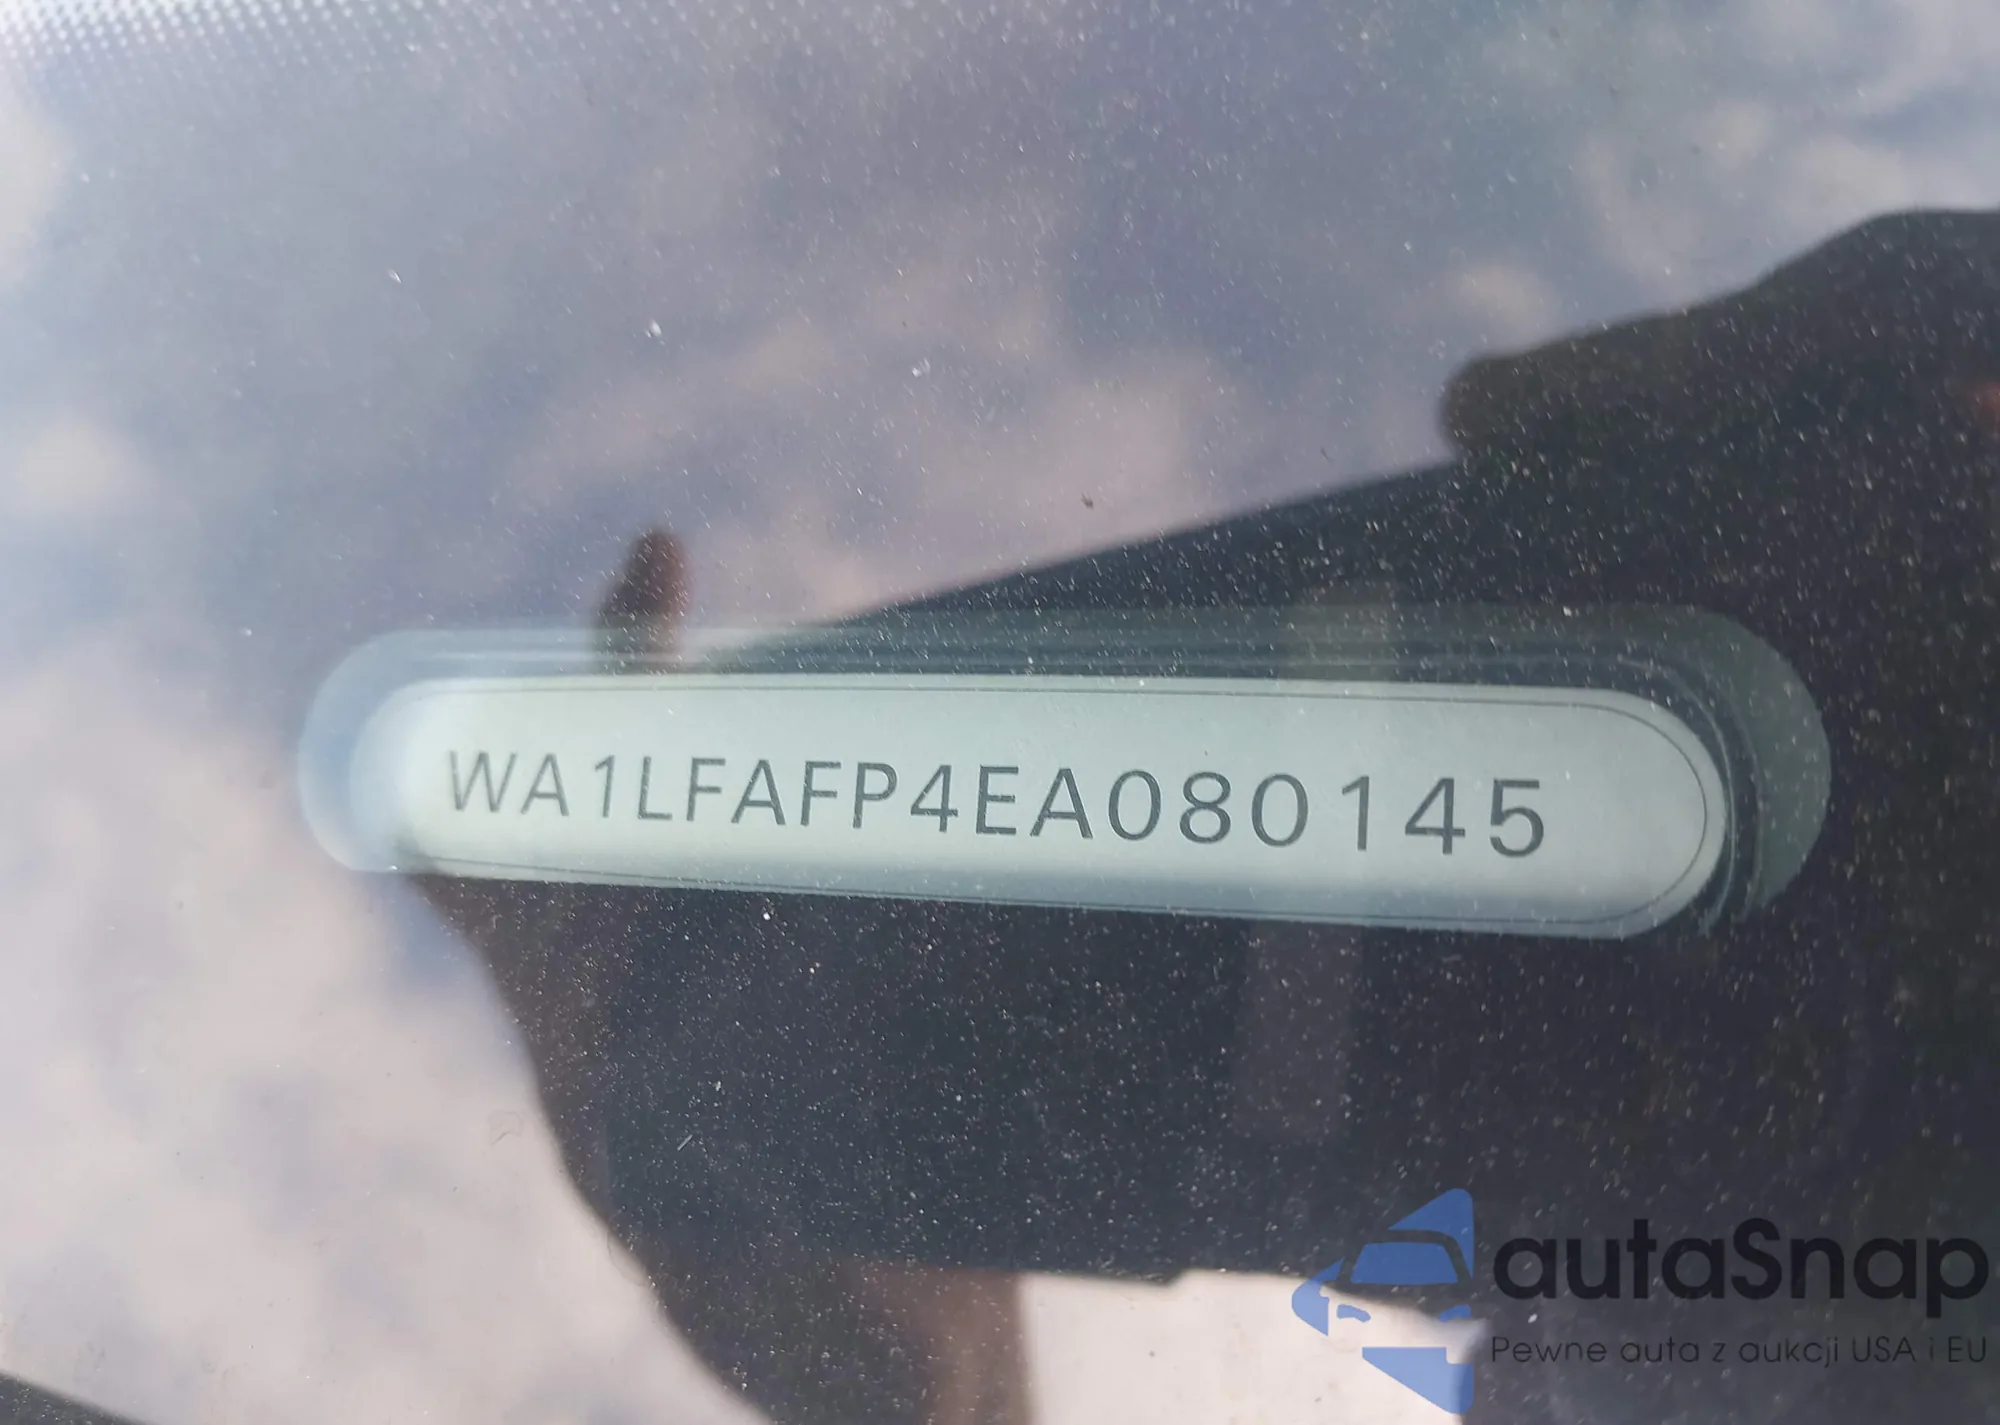 WA1LFAFP4EA080145
autaSnap
Pewne auta z aukcji USA i EU